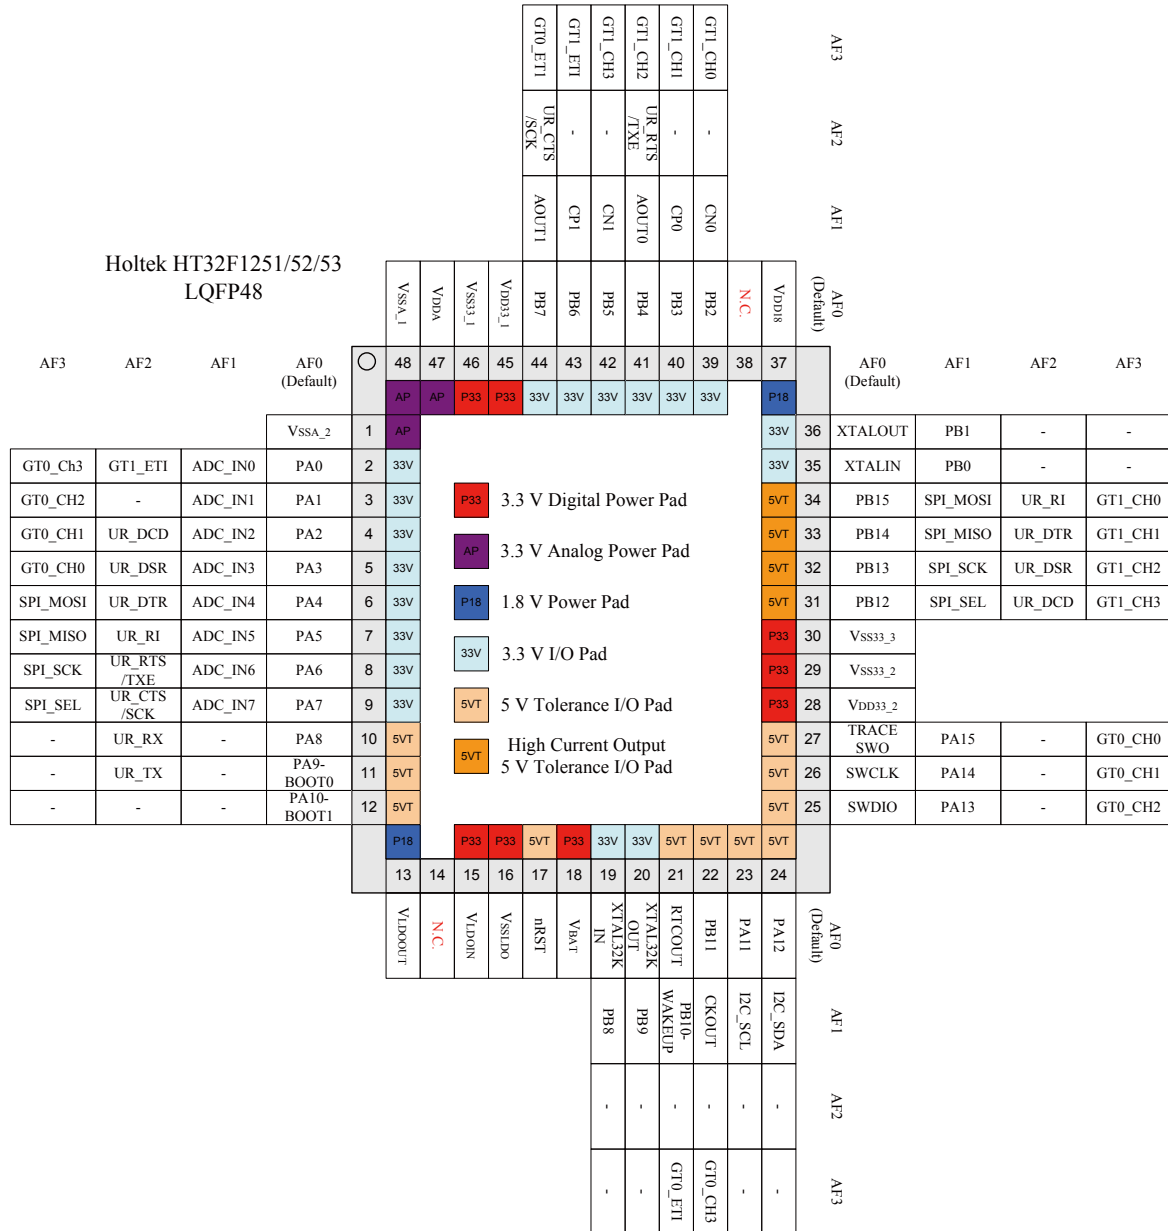 GT0_ETI GT1_ETI GT1_CH3 GT1_CH2 GT1_CH1 GT1_CH0 AF3
UR_CTS/SCK - - UR_RTS/TXE - - AF2
AOUT1 CP1 CN1 AOUT0 CP0 CN0 AF1
Holtek HT32F1251/52/53
LQFP48
VSSA_1 VDDA VSS33_1 VDD33_1 PB7 PB6 PB5 PB4 PB3 PB2 N.C. VDD18 AF0 (Default)
AF3 AF2 AF1 AF0 (Default) 48 47 46 45 44 43 42 41 40 39 38 37 AF0 (Default) AF1 AF2 AF3
AP AP P33 P33 33V 33V 33V 33V 33V 33V P18
VSSA_2 1 AP 33V 36 XTALOUT PB1 - -
GT0_Ch3 GT1_ETI ADC_IN0 PA0 2 33V 33V 35 XTALIN PB0 - -
GT0_CH2 - ADC_IN1 PA1 3 33V P33 3.3 V Digital Power Pad 5VT 34 PB15 SPI_MOSI UR_RI GT1_CH0
GT0_CH1 UR_DCD ADC_IN2 PA2 4 33V 5VT 33 PB14 SPI_MISO UR_DTR GT1_CH1
AP 3.3 V Analog Power Pad
GT0_CH0 UR_DSR ADC_IN3 PA3 5 33V 5VT 32 PB13 SPI_SCK UR_DSR GT1_CH2
SPI_MOSI UR_DTR ADC_IN4 PA4 6 33V P18 1.8 V Power Pad 5VT 31 PB12 SPI_SEL UR_DCD GT1_CH3
SPI_MISO UR_RI ADC_IN5 PA5 7 33V P33 30 VSS33_3
33V 3.3 V I/O Pad
SPI_SCK UR_RTS/TXE ADC_IN6 PA6 8 33V P33 29 VSS33_2
SPI_SEL UR_CTS/SCK ADC_IN7 PA7 9 33V 5VT 5 V Tolerance I/O Pad P33 28 VDD33_2
- UR_RX - PA8 10 5VT 5VT 27 TRACE SWO PA15 - GT0_CH0
5VT High Current Output
5 V Tolerance I/O Pad
- UR_TX - PA9-BOOT0 11 5VT 5VT 26 SWCLK PA14 - GT0_CH1
- - - PA10-BOOT1 12 5VT 5VT 25 SWDIO PA13 - GT0_CH2
P18 P33 P33 5VT P33 33V 33V 5VT 5VT 5VT 5VT
13 14 15 16 17 18 19 20 21 22 23 24
VLDOOUT N.C. VLDOIN VSSLDO nRST VBAT XTAL32K IN XTAL32K OUT RTCOUT PB11 PA11 PA12 AF0 (Default)
PB8 PB9 PB10-WAKEUP CKOUT I2C_SCL I2C_SDA AF1
- - - - - - AF2
- - GT0_ETI GT0_CH3 - - AF3